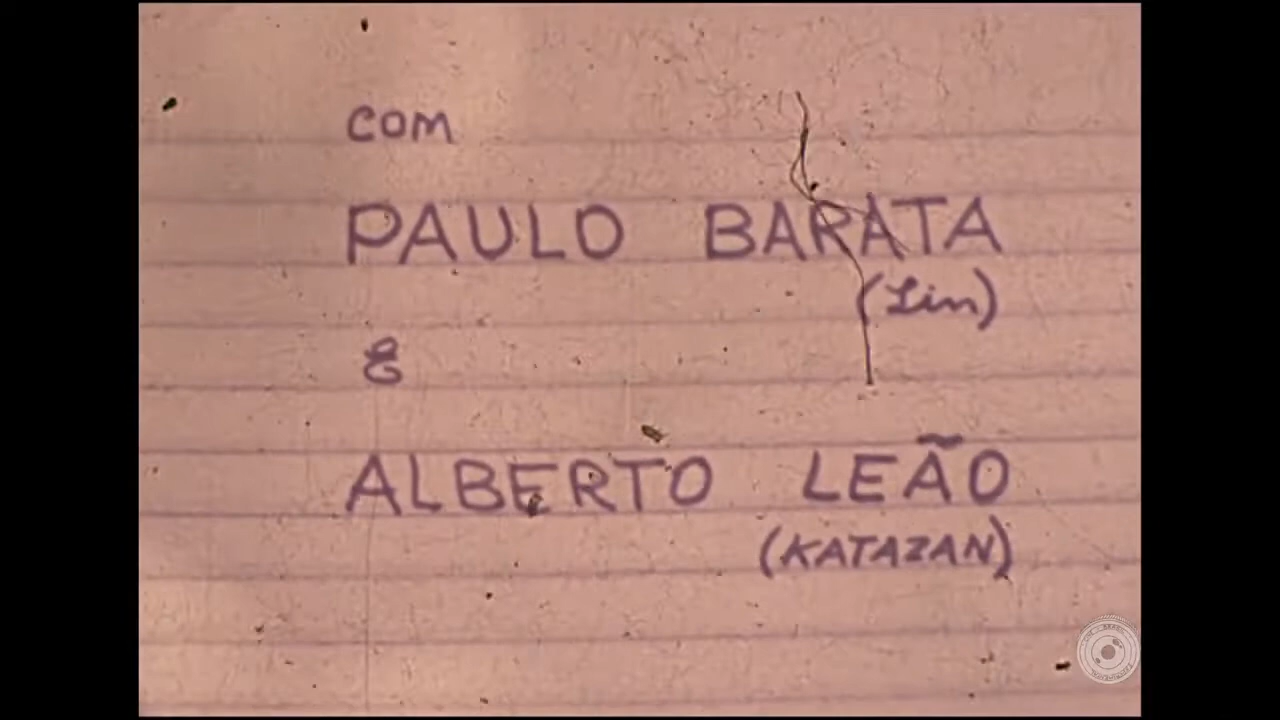 com
PAULO BARATA
(Lin)
E
ALBERTO LEÃO
(KATAZAN)